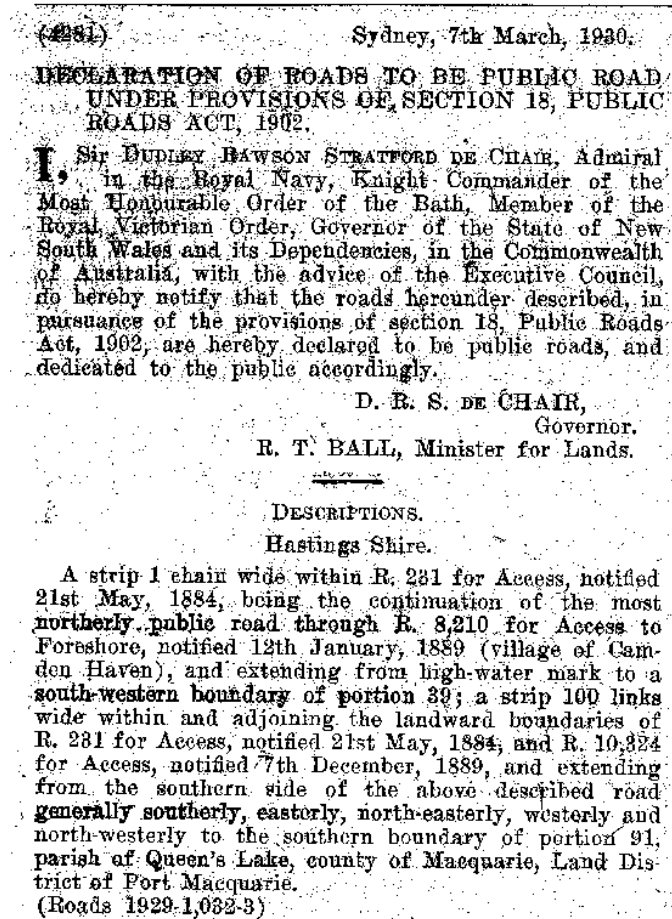 (4281) Sydney, 7th March, 1930.
DECLARATION OF ROADS TO BE PUBLIC ROAD
UNDER PROVISIONS OF SECTION 18, PUBLIC
ROADS ACT, 1902.
I, Sir DUDLEY RAWSON STRATFORD DE CHAIR, Admiral
in the Royal Navy, Knight Commander of the
Most Honourable Order of the Bath, Member of the
Royal Victorian Order, Governor of the State of New
South Wales and its Dependencies, in the Commonwealth
of Australia, with the advice of the Executive Council,
do hereby notify that the roads hereunder described, in
pursuance of the provisions of section 18, Public Roads
Act, 1902, are hereby declared to be public roads, and
dedicated to the public accordingly.
D. R. S. DE CHAIR,
Governor.
R. T. BALL, Minister for Lands.
DESCRIPTIONS.
Hastings Shire.
A strip 1 chain wide within R. 231 for Access, notified
21st May, 1884, being the continuation of the most
northerly public road through R. 8,210 for Access to
Foreshore, notified 12th January, 1889 (village of Cam-
den Haven), and extending from high-water mark to a
south-western boundary of portion 39; a strip 100 links
wide within and adjoining the landward boundaries of
R. 231 for Access, notified 21st May, 1884, and R. 10,324
for Access, notified 7th December, 1889, and extending
from the southern side of the above described road
generally southerly, easterly, north-easterly, westerly and
north-westerly to the southern boundary of portion 91,
parish of Queen's Lake, county of Macquarie, Land Dis-
trict of Port Macquarie.
(Roads 1929-1,032-3)